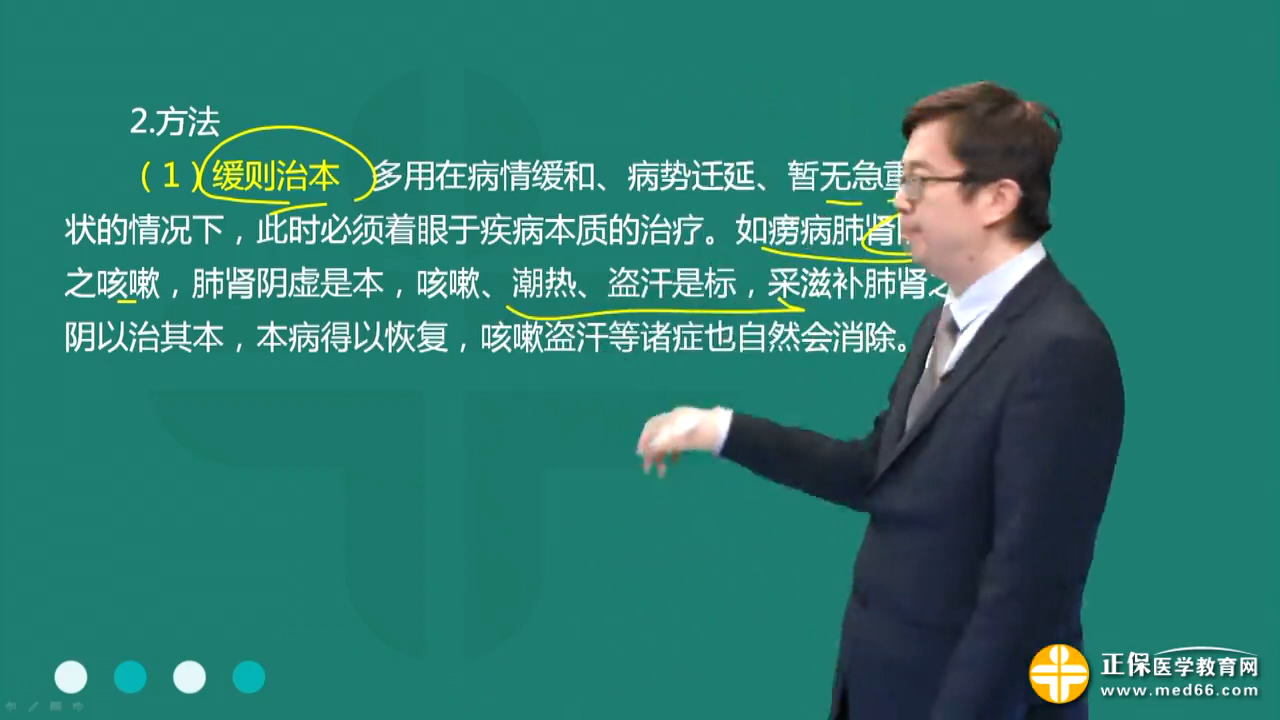 2.方法
（1）缓则治本 多用在病情缓和、病势迁延、暂无急重
状的情况下，此时必须着眼于疾病本质的治疗。如痨病肺肾
之咳嗽，肺肾阴虚是本，咳嗽、潮热、盗汗是标，采滋补肺肾之
阴以治其本，本病得以恢复，咳嗽盗汗等诸症也自然会消除。
正保医学教育网
www.med66.com